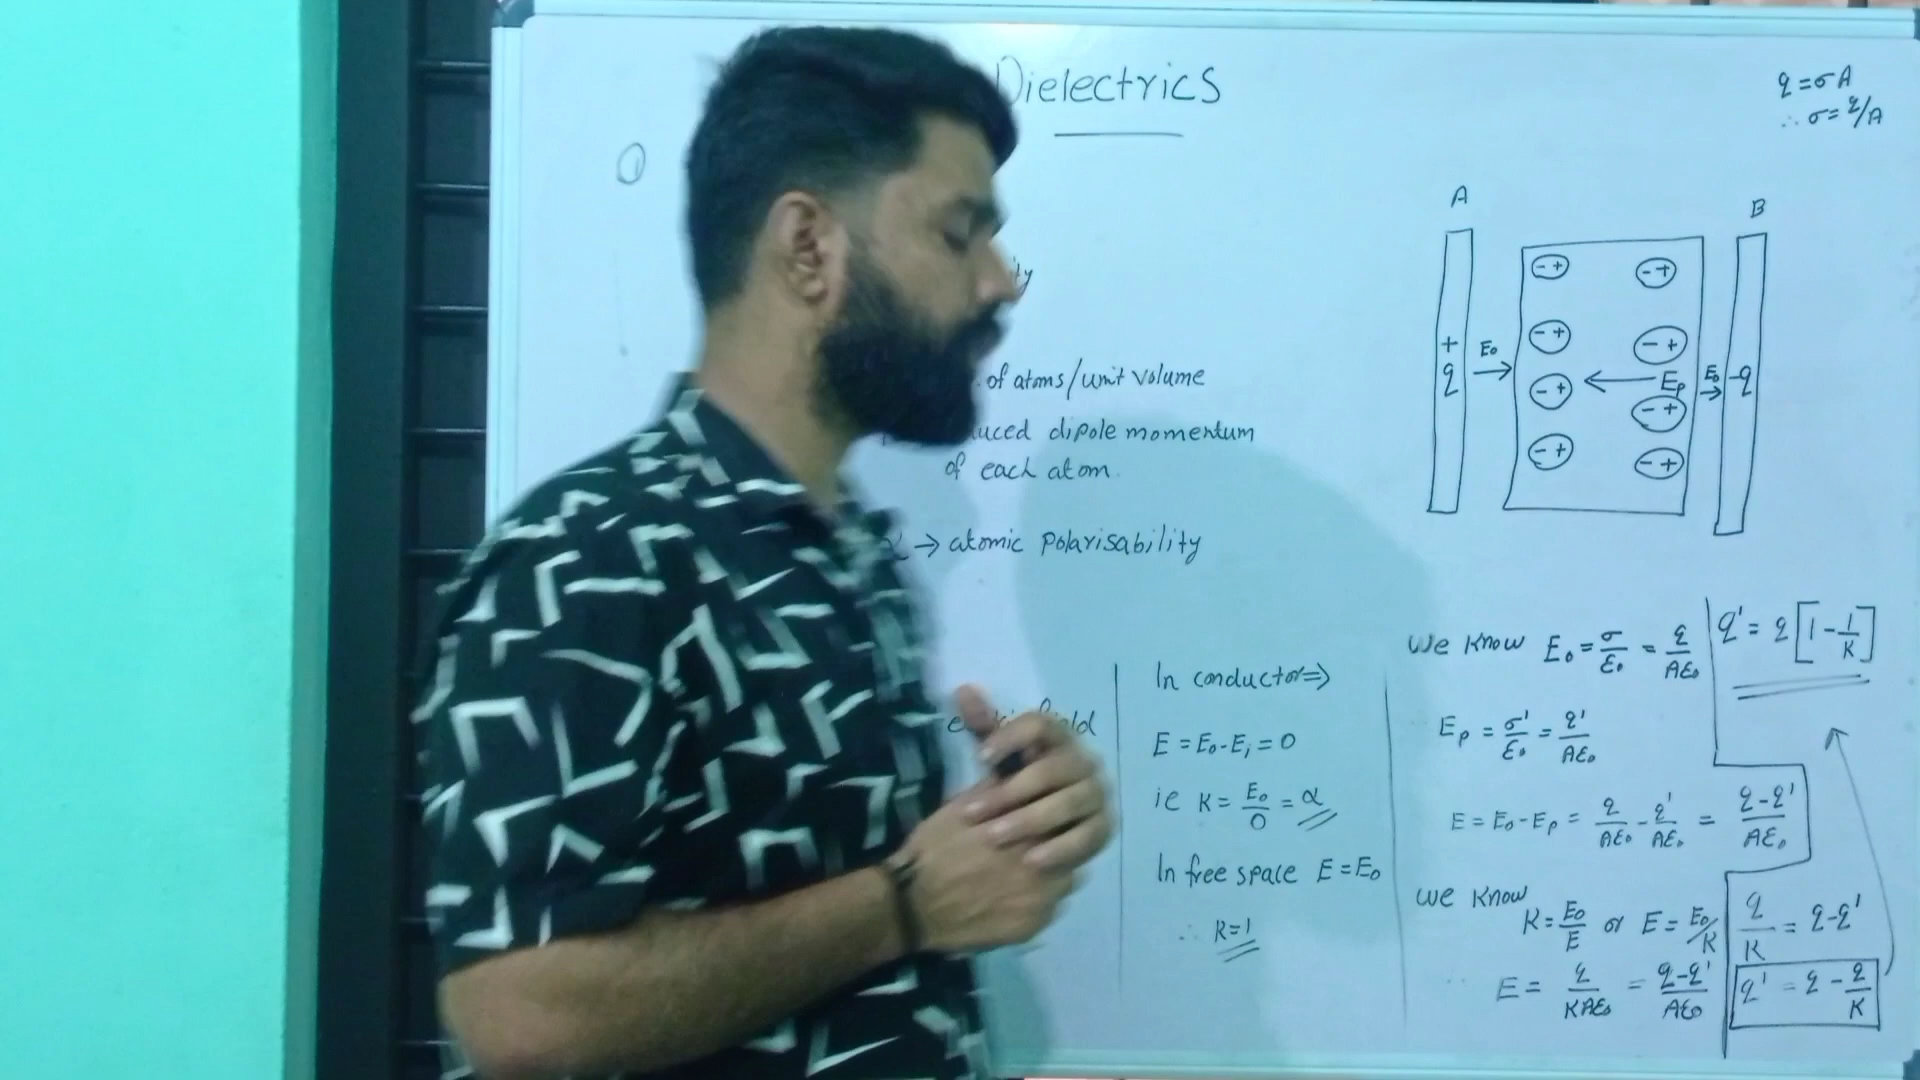 Dielectrics
①
q = σA
∴ σ = q/A
A
B
of atoms/unit volume
dipole momentum
of each atom.
→ atomic polarisability
- +
- +
- +
- +
- +
- +
- +
- +
+
q
E₀
Eₚ
E₀
-q
In conductor ⇒
E = E₀ - Eᵢ = 0
ie K = E₀/0 = α
In free space E = E₀
∴ K = 1
We know E₀ = σ/ε₀ = q/Aε₀
Eₚ = σ'/ε₀ = q'/Aε₀
E = E₀ - Eₚ = q/Aε₀ - q'/Aε₀ = q-q'/Aε₀
We know
K = E₀/E or E = E₀/K
∴ E = q/KAε₀ = q-q'/Aε₀
q/K = q-q'
q' = q - q/K
q' = q[1 - 1/K]